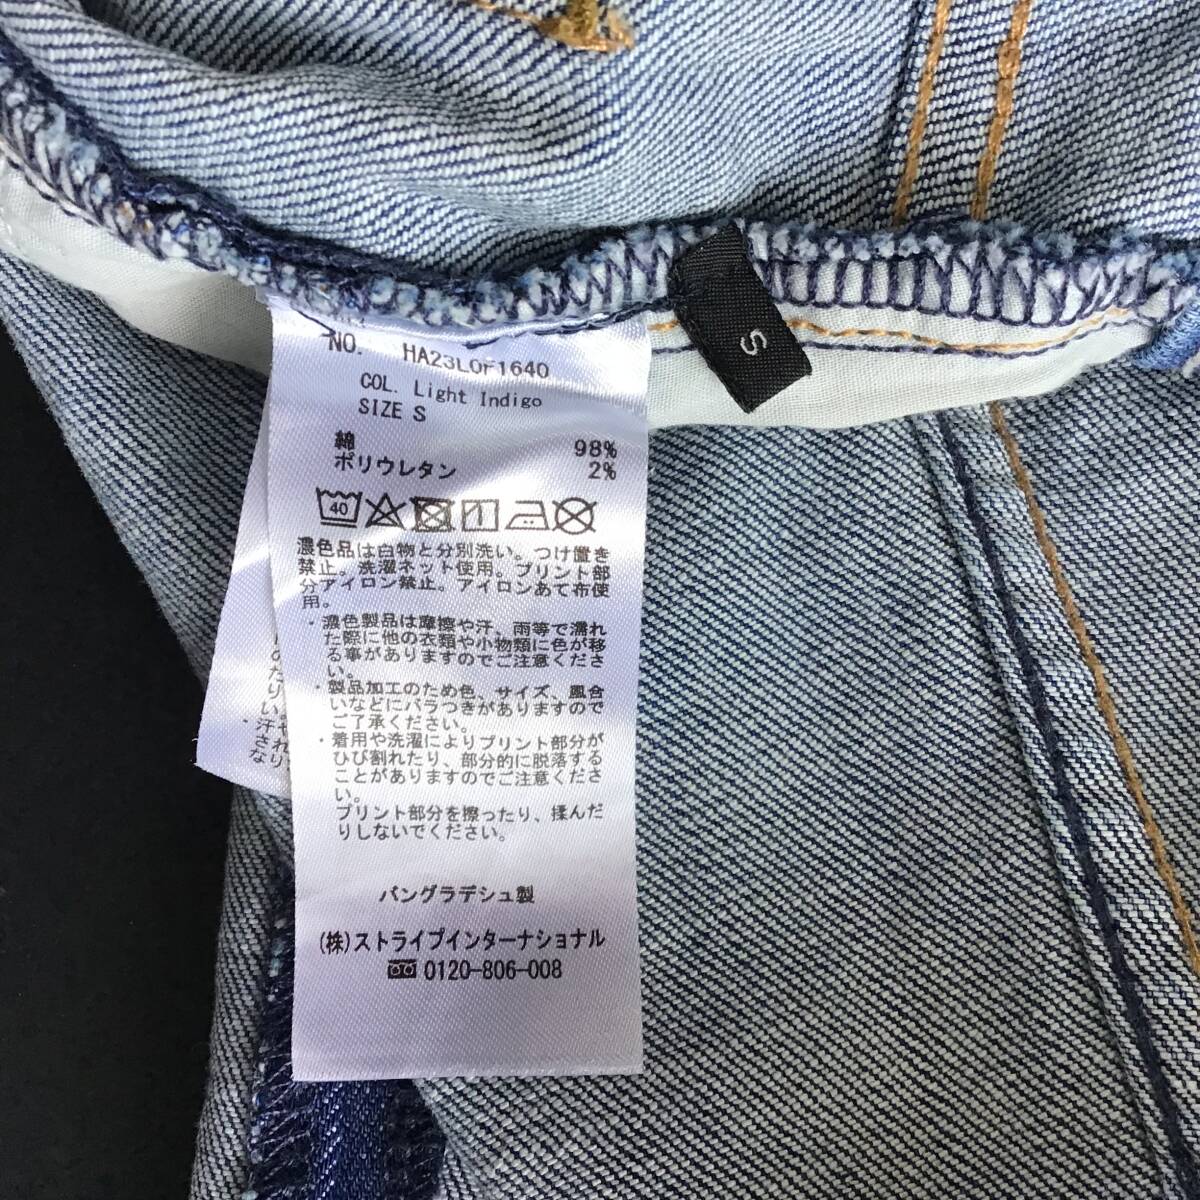 NO. HA23L0F1640
COL. Light Indigo
SIZE S
綿 98%
ポリウレタン 2%
40
濃色品は白物と分別洗い。つけ置き
禁止。洗濯ネット使用。プリント部
分アイロン禁止。アイロンあて布使
用。
・濃色製品は摩擦や汗、雨等で濡れ
た際に他の衣類や小物類に色が移
る事がありますのでご注意くださ
い。
・製品加工のため色、サイズ、風合
いなどにバラつきがありますので
ご了承ください。
・着用や洗濯によりプリント部分が
ひび割れたり、部分的に脱落する
ことがありますのでご注意くださ
い。
プリント部分を擦ったり、揉んだ
りしないでください。
バングラデシュ製
(株)ストライプインターナショナル
0120-806-008
S